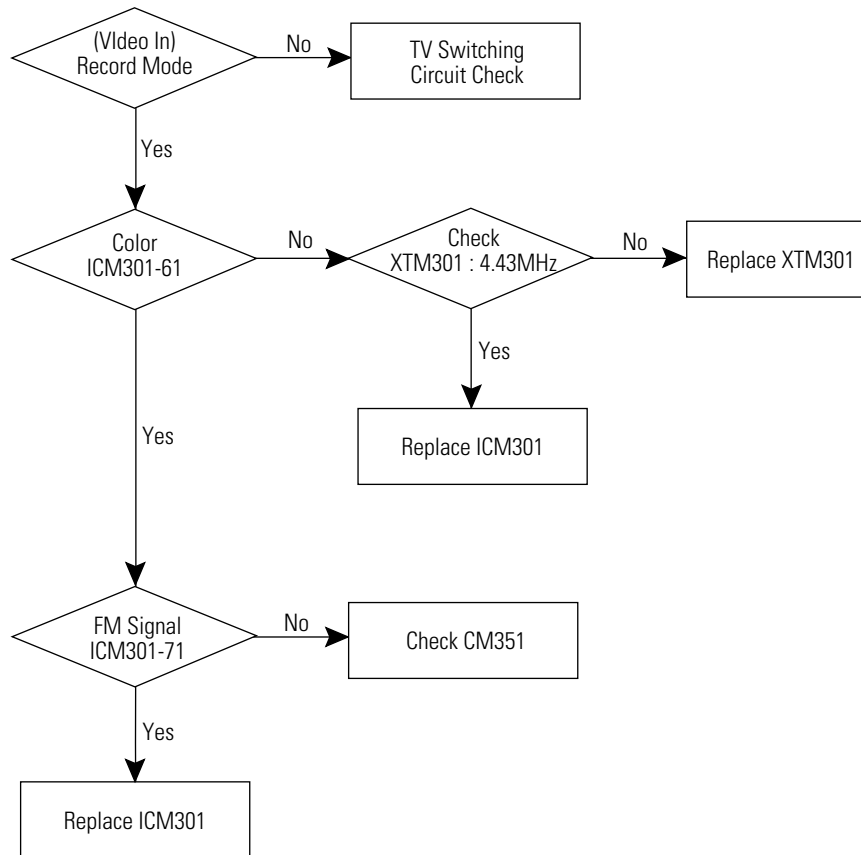 (VIdeo In)
Record Mode
No
TV Switching
Circuit Check
Yes
Color
ICM301-61
No
Check
XTM301 : 4.43MHz
No
Replace XTM301
Yes
Replace ICM301
Yes
FM Signal
ICM301-71
No
Check CM351
Yes
Replace ICM301